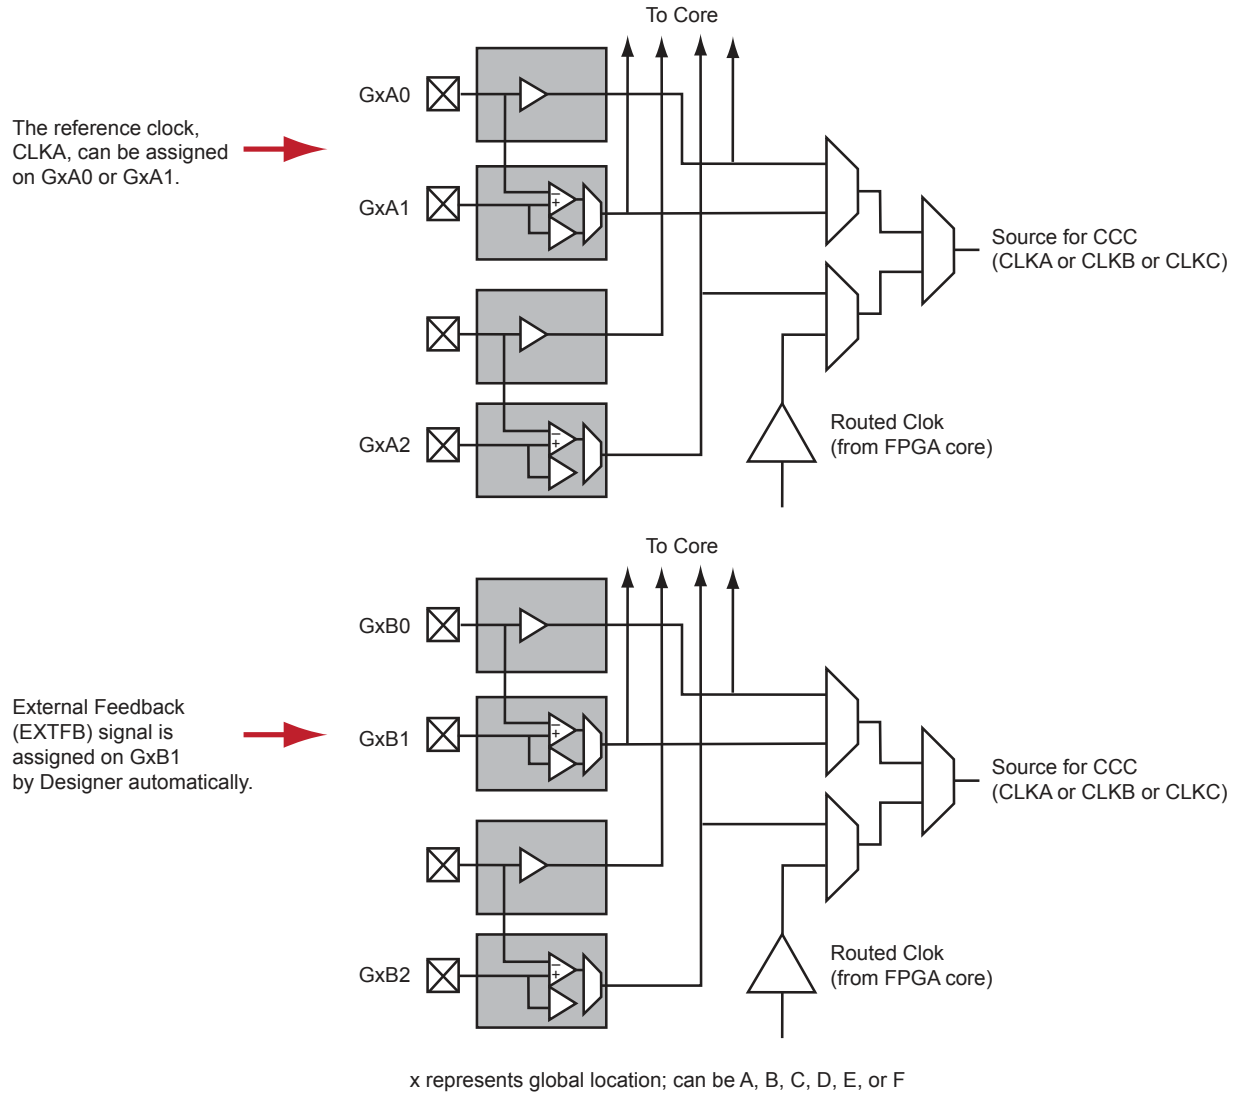 To Core
GxA0
The reference clock,
CLKA, can be assigned
on GxA0 or GxA1.
GxA1
−
+
Source for CCC
(CLKA or CLKB or CLKC)
GxA2
−
+
Routed Clok
(from FPGA core)
To Core
GxB0
External Feedback
(EXTFB) signal is
assigned on GxB1
by Designer automatically.
GxB1
−
+
Source for CCC
(CLKA or CLKB or CLKC)
GxB2
−
+
Routed Clok
(from FPGA core)
x represents global location; can be A, B, C, D, E, or F